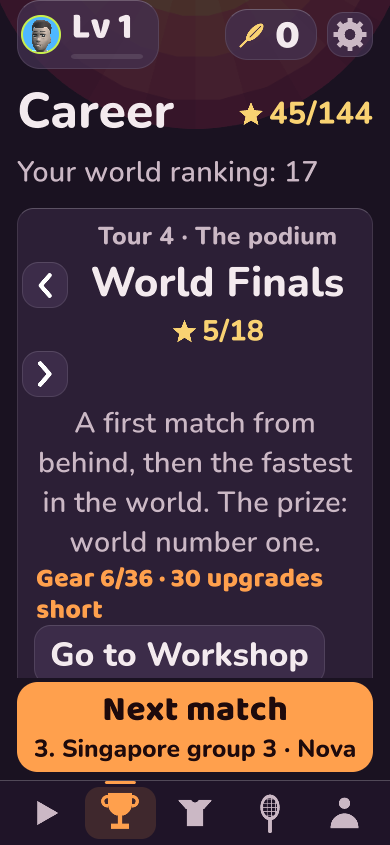 Lv 1
0
Career
45/144
Your world ranking: 17
Tour 4 · The podium
World Finals
5/18
A first match from
behind, then the fastest
in the world. The prize:
world number one.
Gear 6/36 · 30 upgrades
short
Go to Workshop
Next match
3. Singapore group 3 · Nova